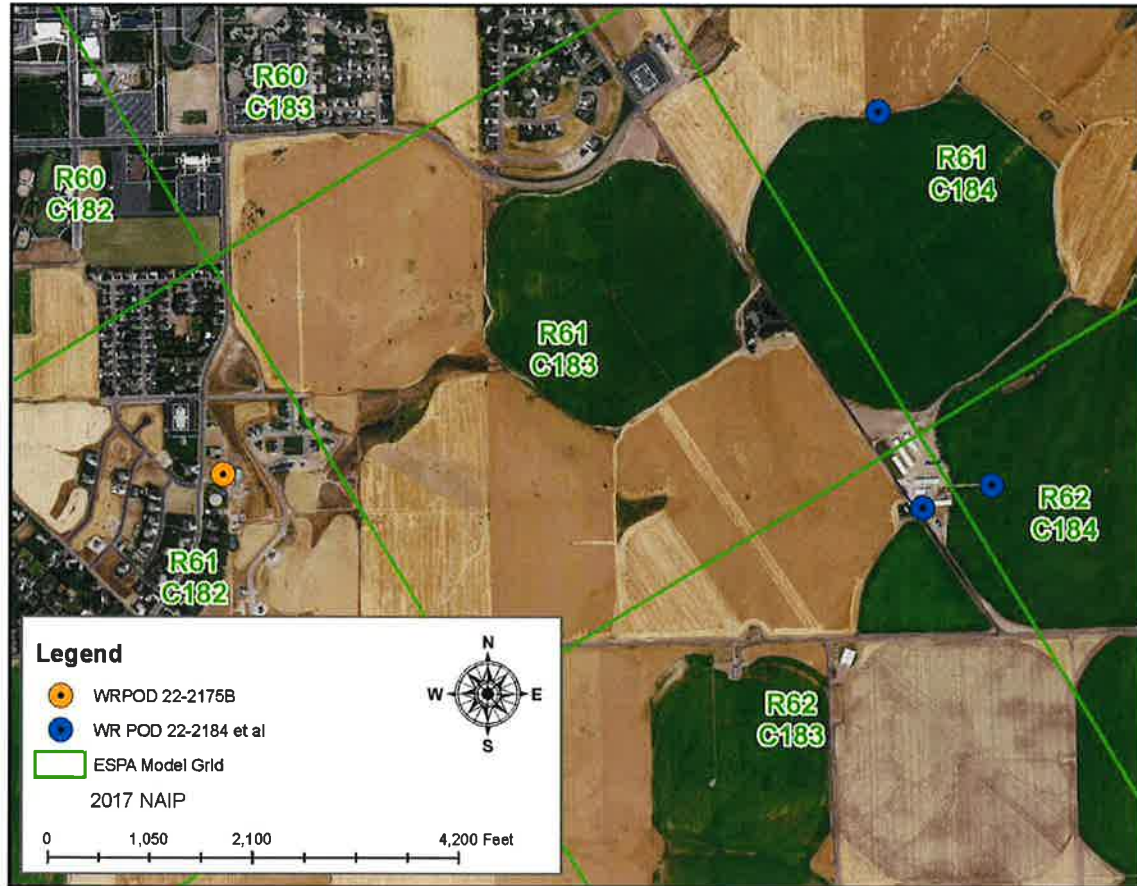 R60
C183
R60
C182
R61
C184
R61
C183
R62
C184
R61
C182
R62
C183
Legend
WRPOD 22-2175B
WR POD 22-2184 et al
ESPA Model Grid
2017 NAIP
N
W
E
S
0
1,050
2,100
4,200 Feet